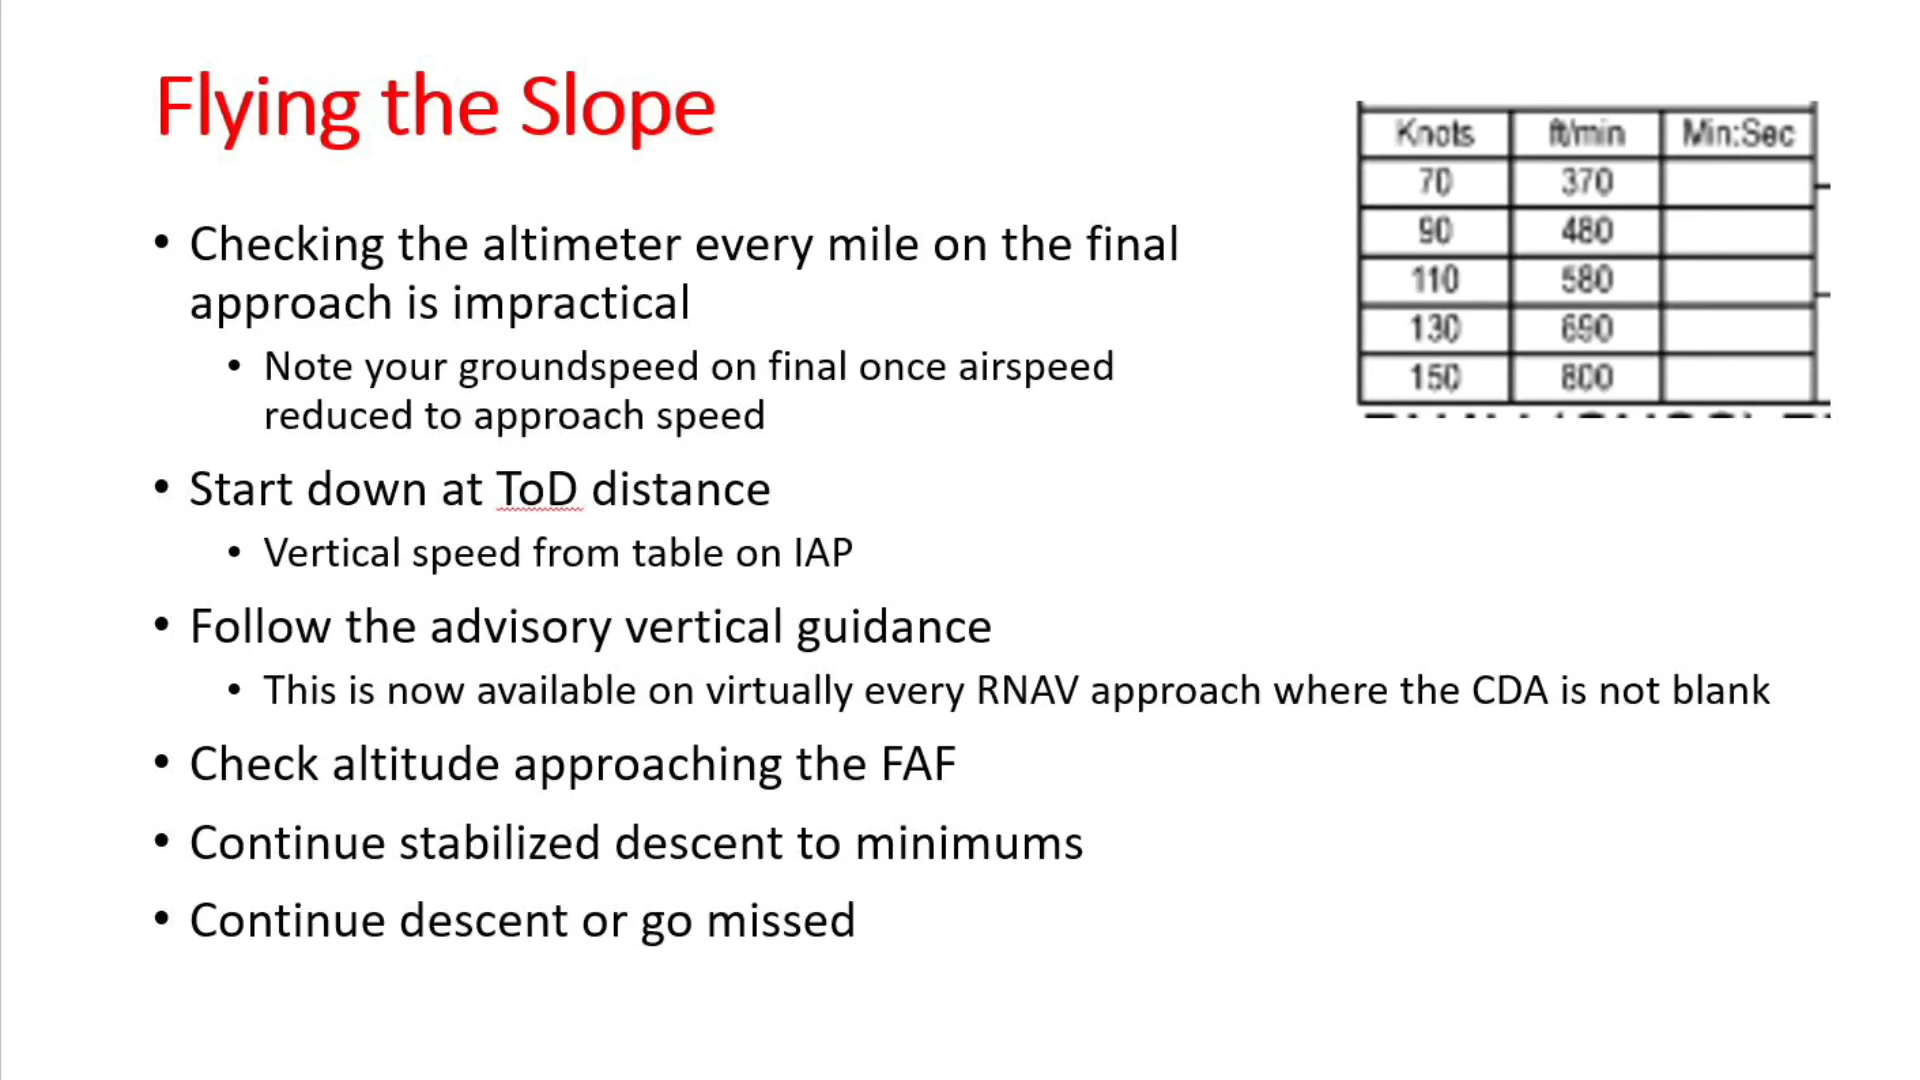 Flying the Slope
Knots ft/min Min:Sec
70 370
90 480
110 580
130 690
150 800
• Checking the altimeter every mile on the final
approach is impractical
• Note your groundspeed on final once airspeed
reduced to approach speed
• Start down at ToD distance
• Vertical speed from table on IAP
• Follow the advisory vertical guidance
• This is now available on virtually every RNAV approach where the CDA is not blank
• Check altitude approaching the FAF
• Continue stabilized descent to minimums
• Continue descent or go missed